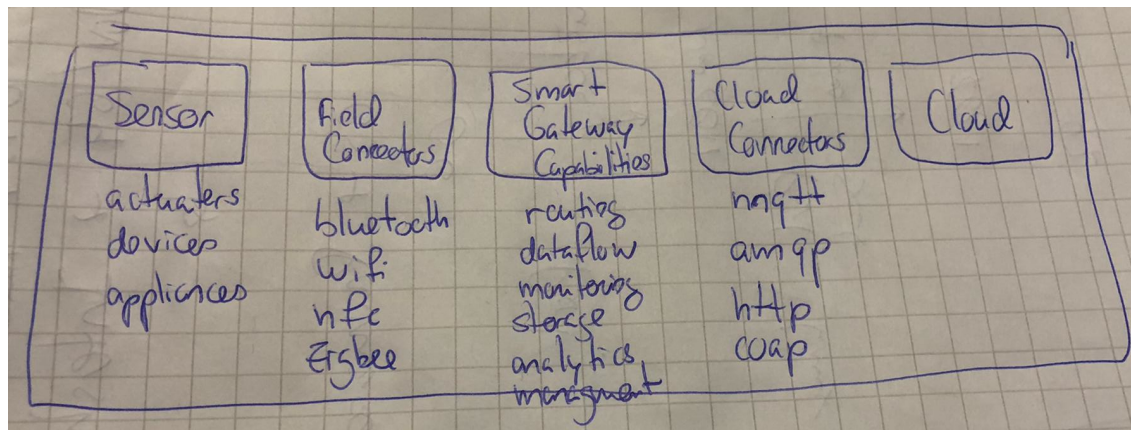 Sensor
actuaters
devices
appliances
Field
Connectors
bluetooth
wifi
nfc
Zigbee
Smart
Gateway
Capabilities
routing
dataflow
monitoring
storage
analytics
managment
Cload
Connectors
mqtt
amqp
http
coap
Cloud